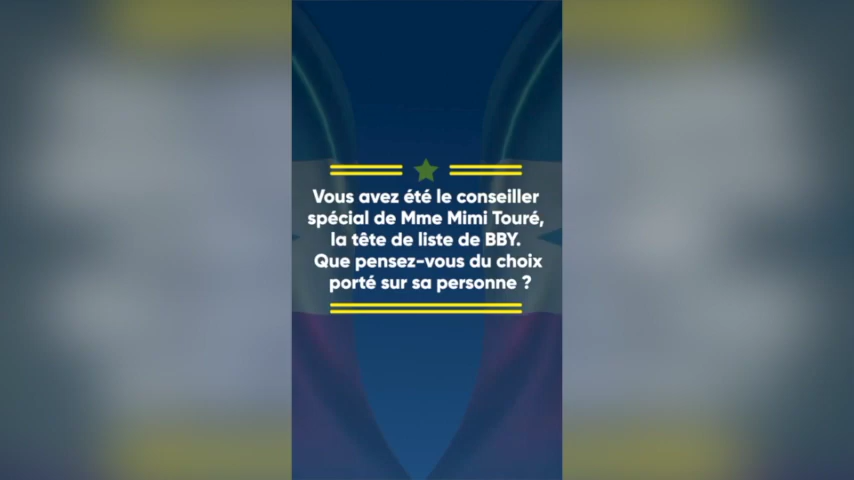 Vous avez été le conseiller
spécial de Mme Mimi Touré,
la tête de liste de BBY.
Que pensez-vous du choix
porté sur sa personne ?